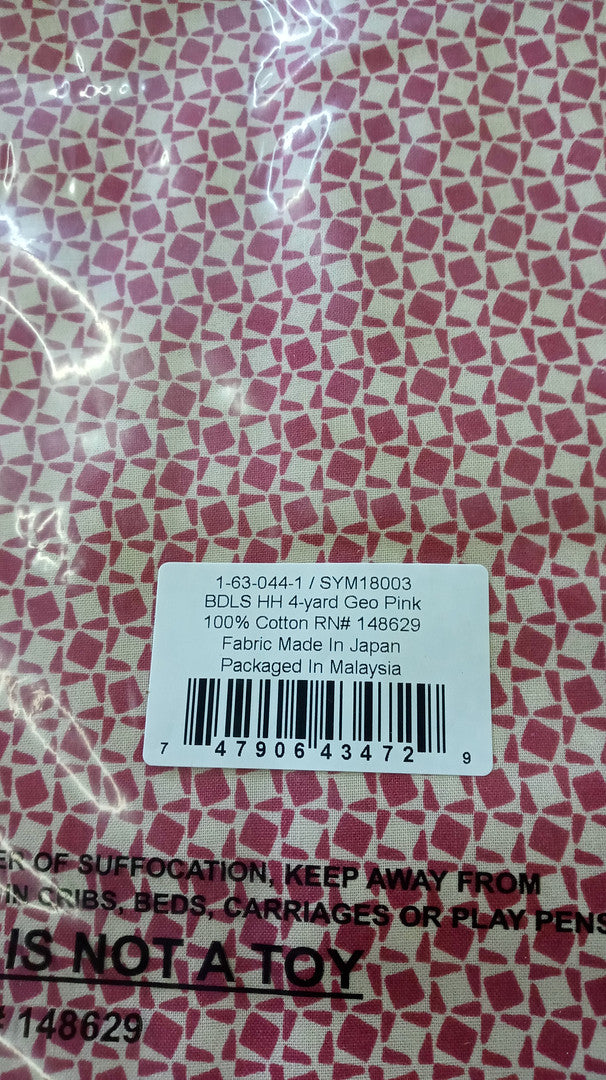 1-63-044-1 / SYM18003
BDLS HH 4-yard Geo Pink
100% Cotton RN# 148629
Fabric Made In Japan
Packaged In Malaysia
7 47906 43472 9
ER OF SUFFOCATION, KEEP AWAY FROM
IN CRIBS, BEDS, CARRIAGES OR PLAY PENS
IS NOT A TOY
# 148629